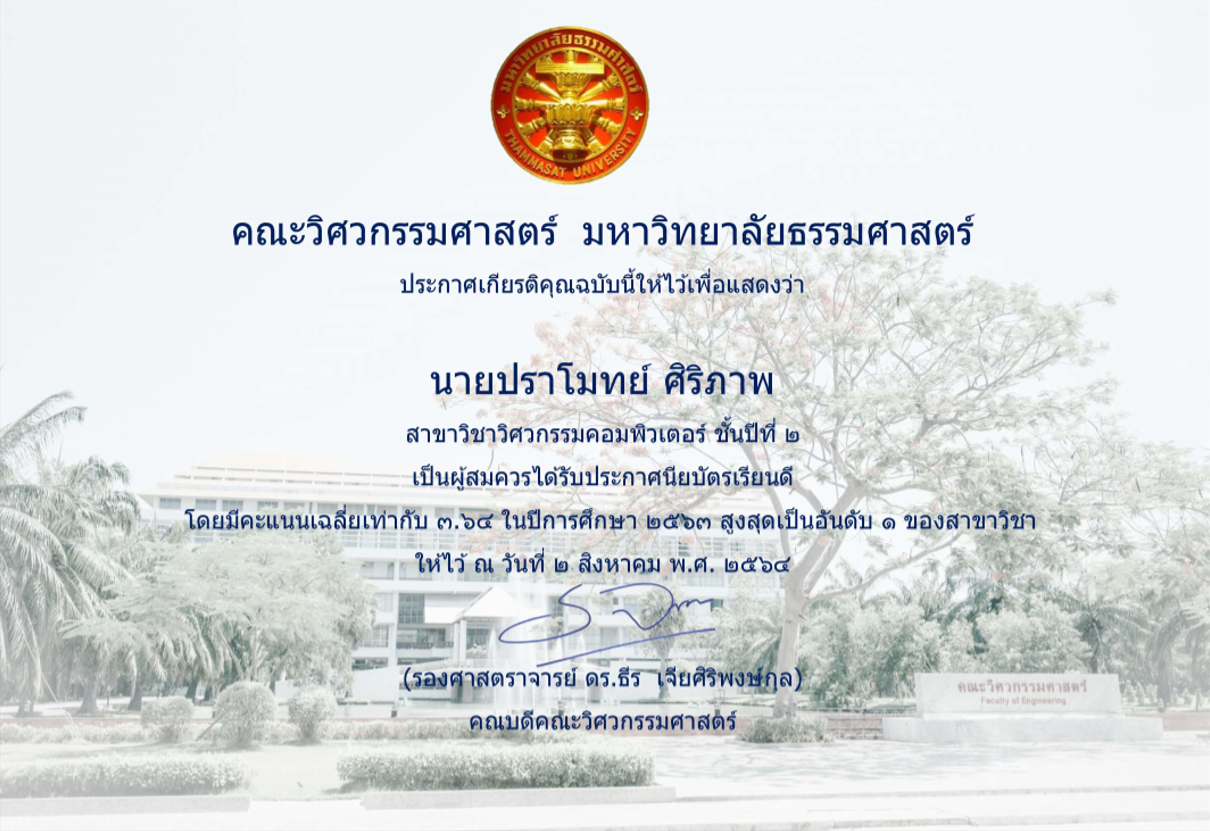 มหาวิทยาลัยธรรมศาสตร์
THAMMASAT UNIVERSITY
คณะวิศวกรรมศาสตร์ มหาวิทยาลัยธรรมศาสตร์
ประกาศเกียรติคุณฉบับนี้ให้ไว้เพื่อแสดงว่า
นายปราโมทย์ ศิริภาพ
สาขาวิชาวิศวกรรมคอมพิวเตอร์ ชั้นปีที่ ๒
เป็นผู้สมควรได้รับประกาศนียบัตรเรียนดี
โดยมีคะแนนเฉลี่ยเท่ากับ ๓.๖๔ ในปีการศึกษา ๒๕๖๓ สูงสุดเป็นอันดับ ๑ ของสาขาวิชา
ให้ไว้ ณ วันที่ ๒ สิงหาคม พ.ศ. ๒๕๖๔
(รองศาสตราจารย์ ดร.ธีร เจียศิริพงษ์กุล)
คณบดีคณะวิศวกรรมศาสตร์
คณะวิศวกรรมศาสตร์
Faculty of Engineering